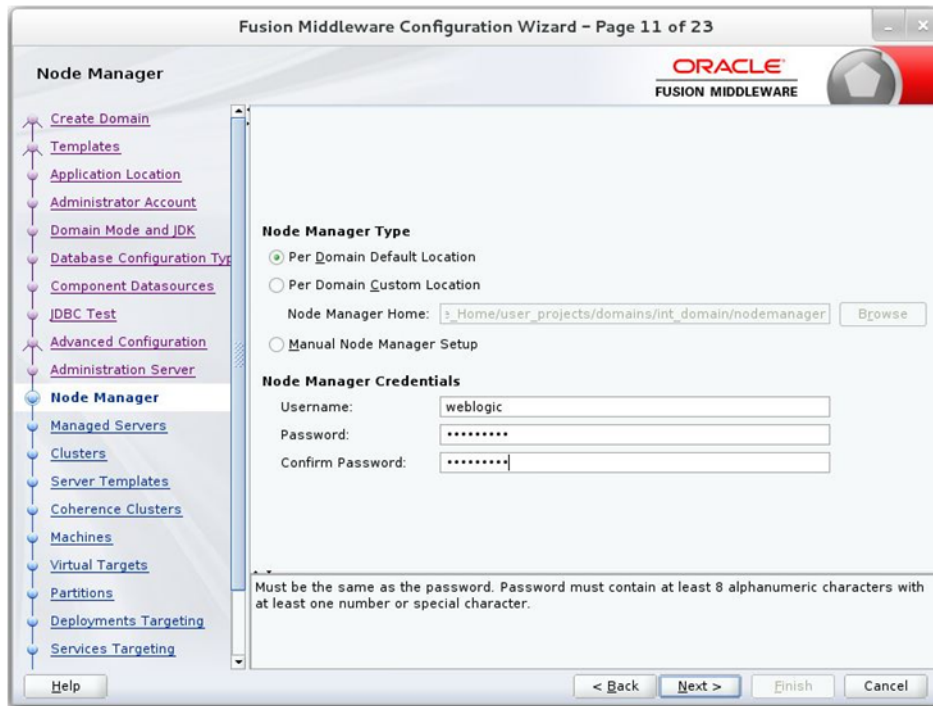 Fusion Middleware Configuration Wizard – Page 11 of 23
Node Manager
ORACLE
FUSION MIDDLEWARE
Create Domain
Templates
Application Location
Administrator Account
Domain Mode and JDK
Database Configuration Typ
Component Datasources
JDBC Test
Advanced Configuration
Administration Server
Node Manager
Managed Servers
Clusters
Server Templates
Coherence Clusters
Machines
Virtual Targets
Partitions
Deployments Targeting
Services Targeting
Node Manager Type
Per Domain Default Location
Per Domain Custom Location
Node Manager Home: _Home/user_projects/domains/int_domain/nodemanager Browse
Manual Node Manager Setup
Node Manager Credentials
Username: weblogic
Password: •••••••••
Confirm Password: •••••••••
Must be the same as the password. Password must contain at least 8 alphanumeric characters with
at least one number or special character.
Help < Back Next > Finish Cancel